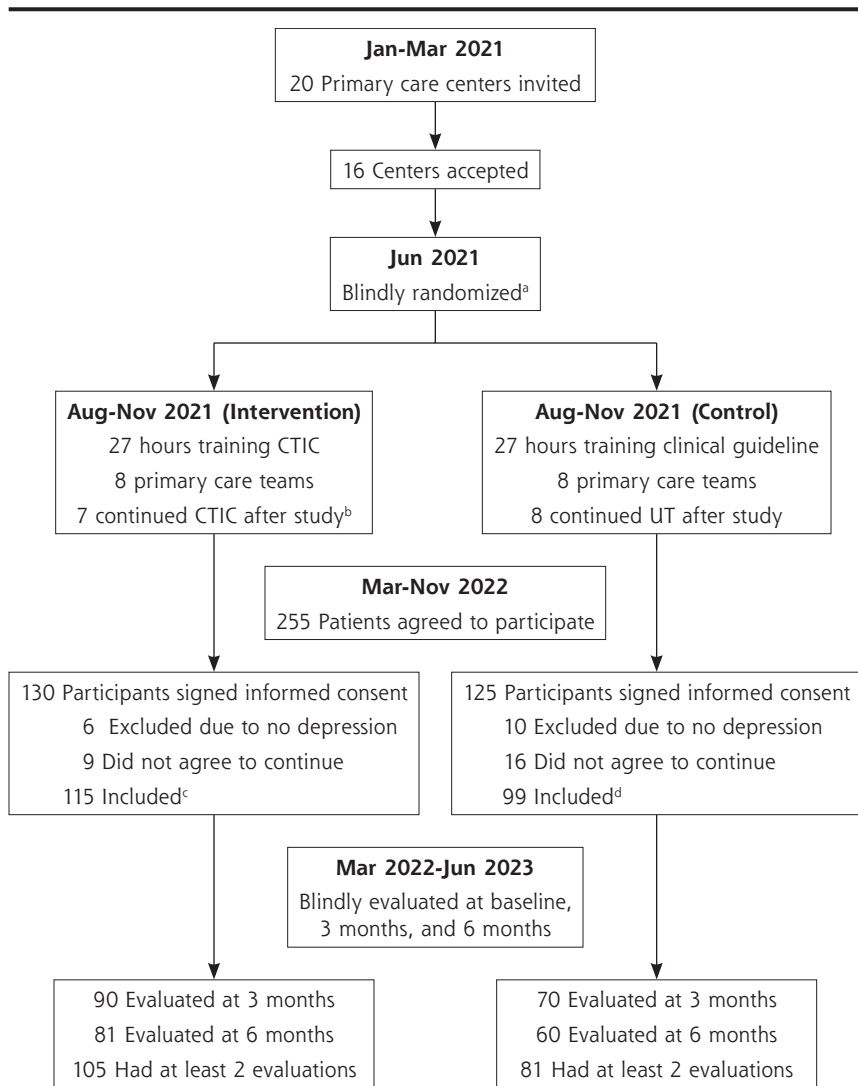 Jan-Mar 2021
20 Primary care centers invited
16 Centers accepted
Jun 2021
Blindly randomizedᵃ
Aug-Nov 2021 (Intervention)
27 hours training CTIC
8 primary care teams
7 continued CTIC after studyᵇ
Aug-Nov 2021 (Control)
27 hours training clinical guideline
8 primary care teams
8 continued UT after study
Mar-Nov 2022
255 Patients agreed to participate
130 Participants signed informed consent
6 Excluded due to no depression
9 Did not agree to continue
115 Includedᶜ
125 Participants signed informed consent
10 Excluded due to no depression
16 Did not agree to continue
99 Includedᵈ
Mar 2022-Jun 2023
Blindly evaluated at baseline,
3 months, and 6 months
90 Evaluated at 3 months
81 Evaluated at 6 months
105 Had at least 2 evaluations
70 Evaluated at 3 months
60 Evaluated at 6 months
81 Had at least 2 evaluations